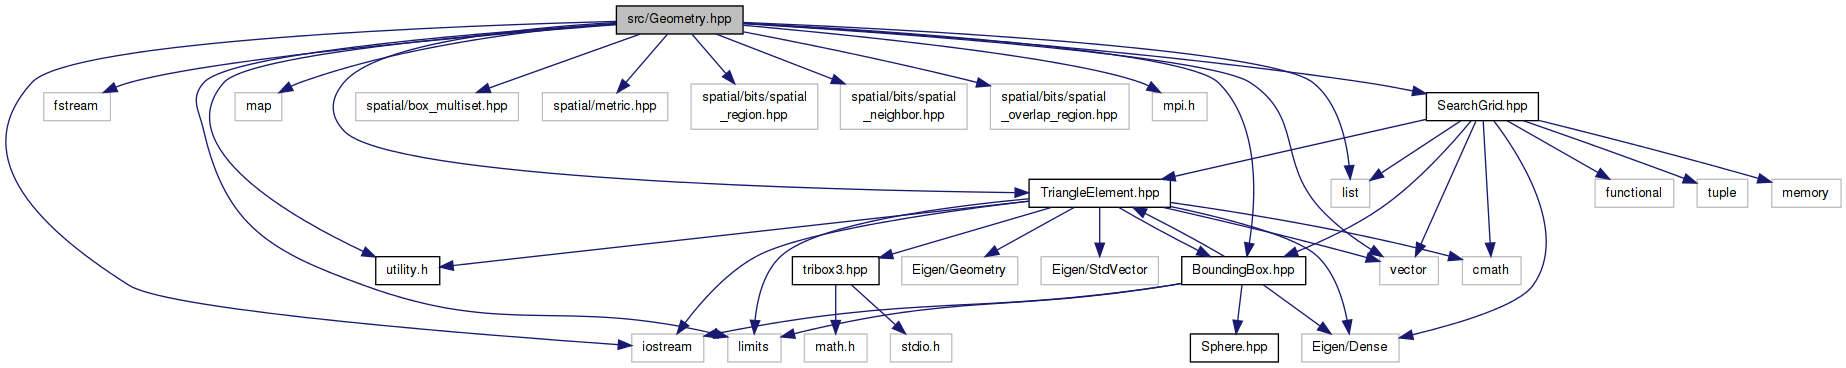 src/Geometry.hpp
fstream
map
spatial/box_multiset.hpp
spatial/metric.hpp
spatial/bits/spatial
_region.hpp
spatial/bits/spatial
_neighbor.hpp
spatial/bits/spatial
_overlap_region.hpp
mpi.h
SearchGrid.hpp
TriangleElement.hpp
list
functional
tuple
memory
utility.h
tribox3.hpp
Eigen/Geometry
Eigen/StdVector
BoundingBox.hpp
vector
cmath
iostream
limits
math.h
stdio.h
Sphere.hpp
Eigen/Dense